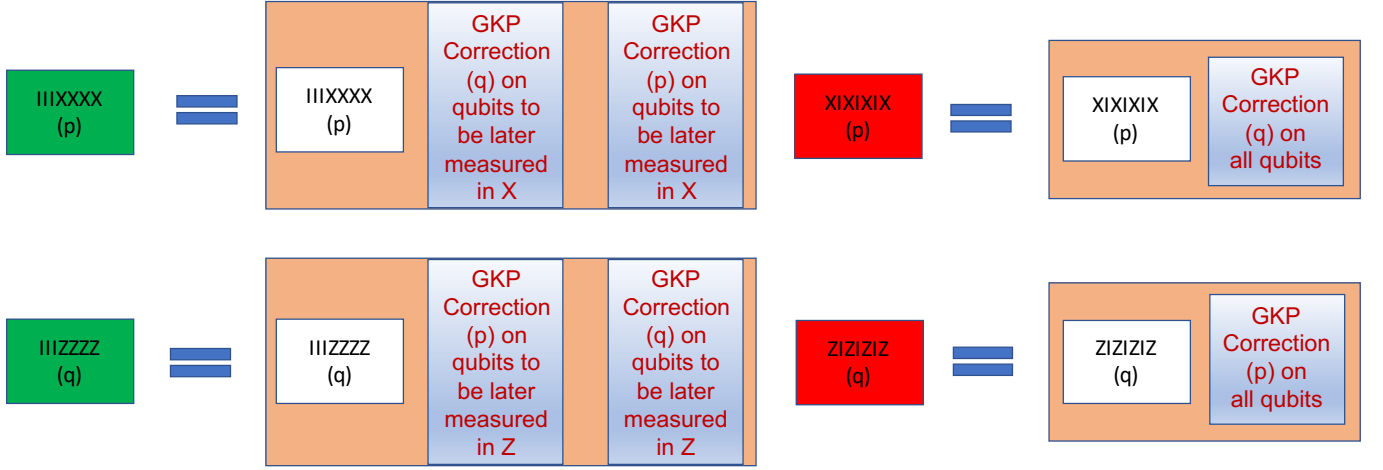 IIIXXXX
(p)
IIIXXXX
(p)
GKP
Correction
(q) on
qubits to
be later
measured
in X
GKP
Correction
(p) on
qubits to
be later
measured
in X
XIXIXIX
(p)
XIXIXIX
(p)
GKP
Correction
(q) on
all qubits
IIIZZZZ
(q)
IIIZZZZ
(q)
GKP
Correction
(p) on
qubits to
be later
measured
in Z
GKP
Correction
(q) on
qubits to
be later
measured
in Z
ZIZIZIZ
(q)
ZIZIZIZ
(q)
GKP
Correction
(p) on
all qubits